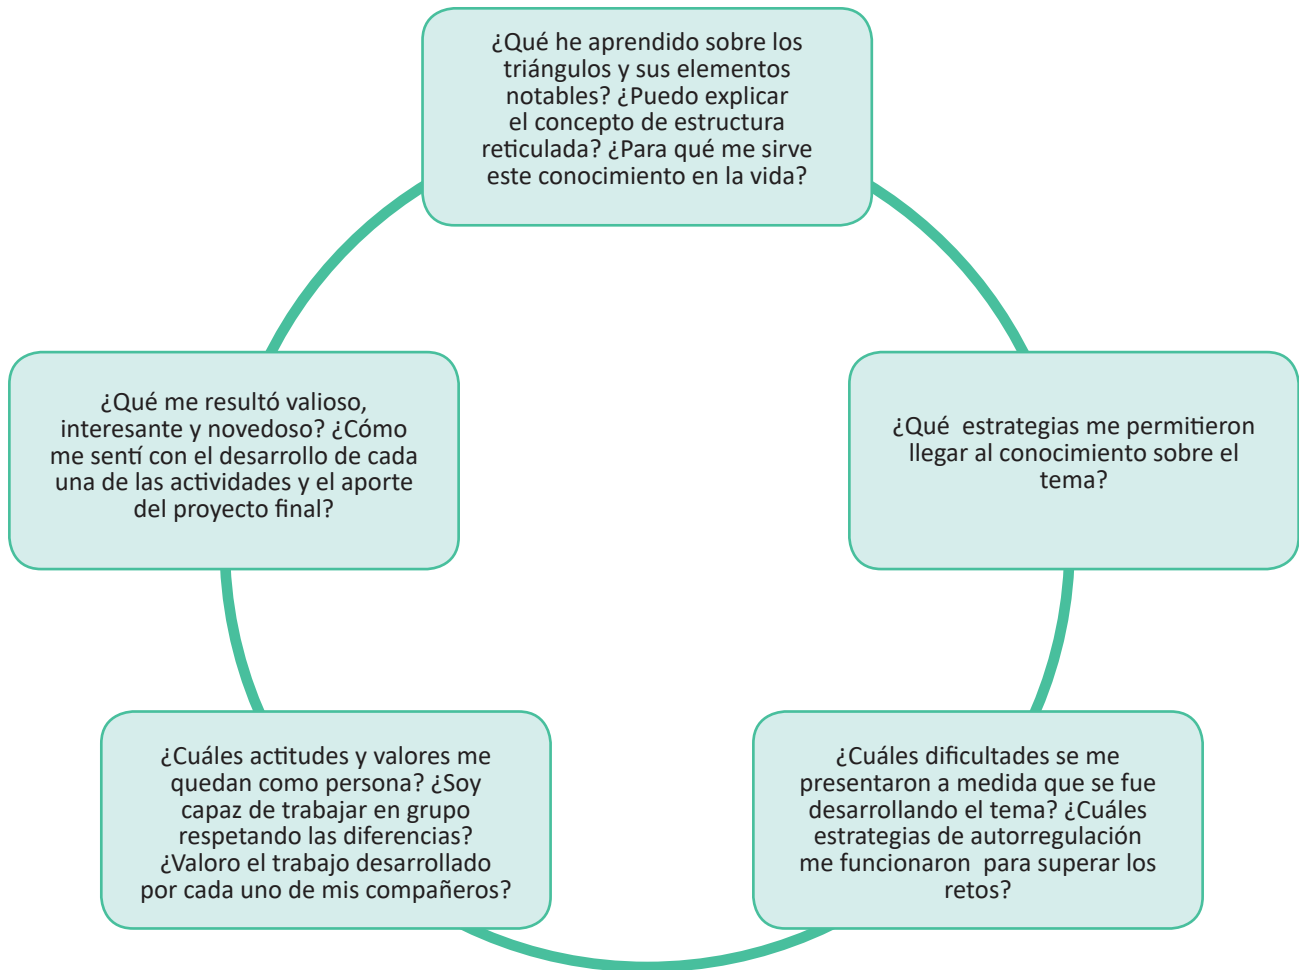 ¿Qué he aprendido sobre los
triángulos y sus elementos
notables? ¿Puedo explicar
el concepto de estructura
reticulada? ¿Para qué me sirve
este conocimiento en la vida?
¿Qué estrategias me permitieron
llegar al conocimiento sobre el
tema?
¿Cuáles dificultades se me
presentaron a medida que se fue
desarrollando el tema? ¿Cuáles
estrategias de autorregulación
me funcionaron para superar los
retos?
¿Cuáles actitudes y valores me
quedan como persona? ¿Soy
capaz de trabajar en grupo
respetando las diferencias?
¿Valoro el trabajo desarrollado
por cada uno de mis compañeros?
¿Qué me resultó valioso,
interesante y novedoso? ¿Cómo
me sentí con el desarrollo de cada
una de las actividades y el aporte
del proyecto final?